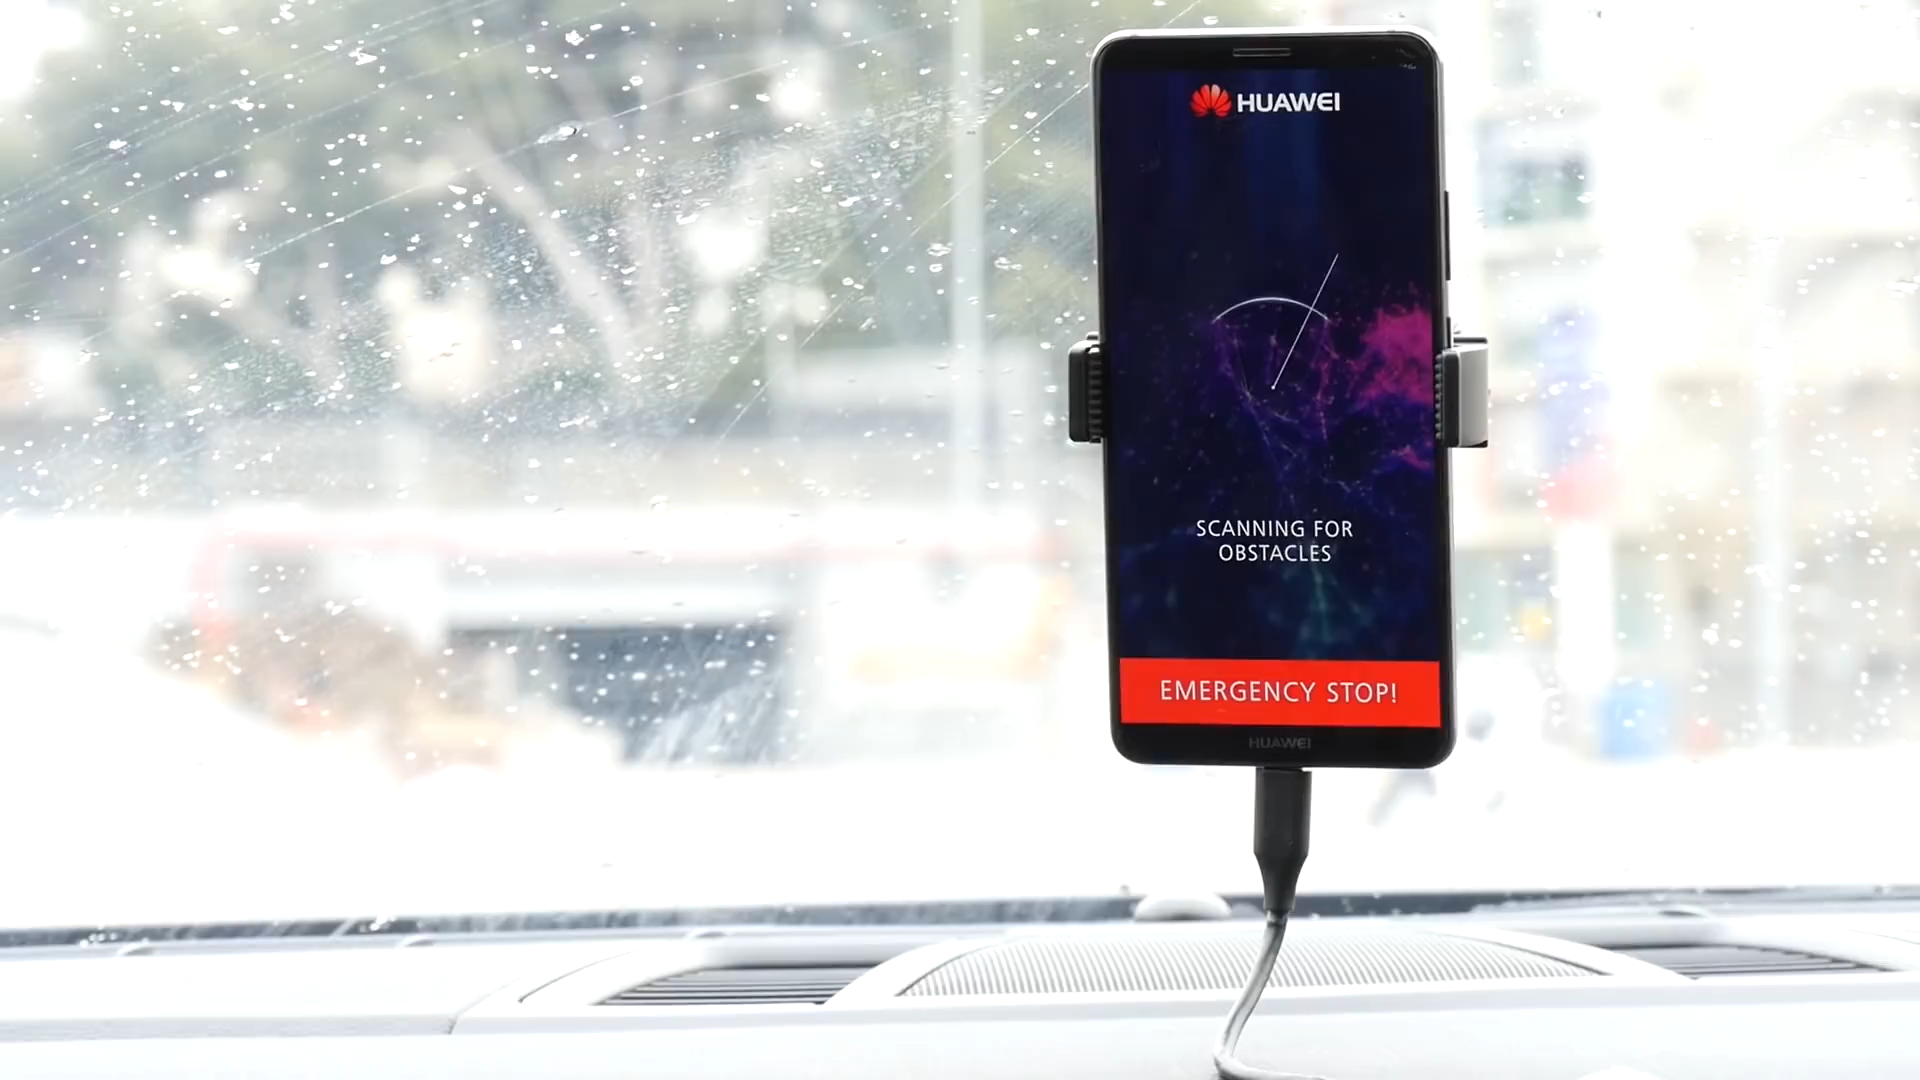 HUAWEI
SCANNING FOR
OBSTACLES
EMERGENCY STOP!
HUAWEI